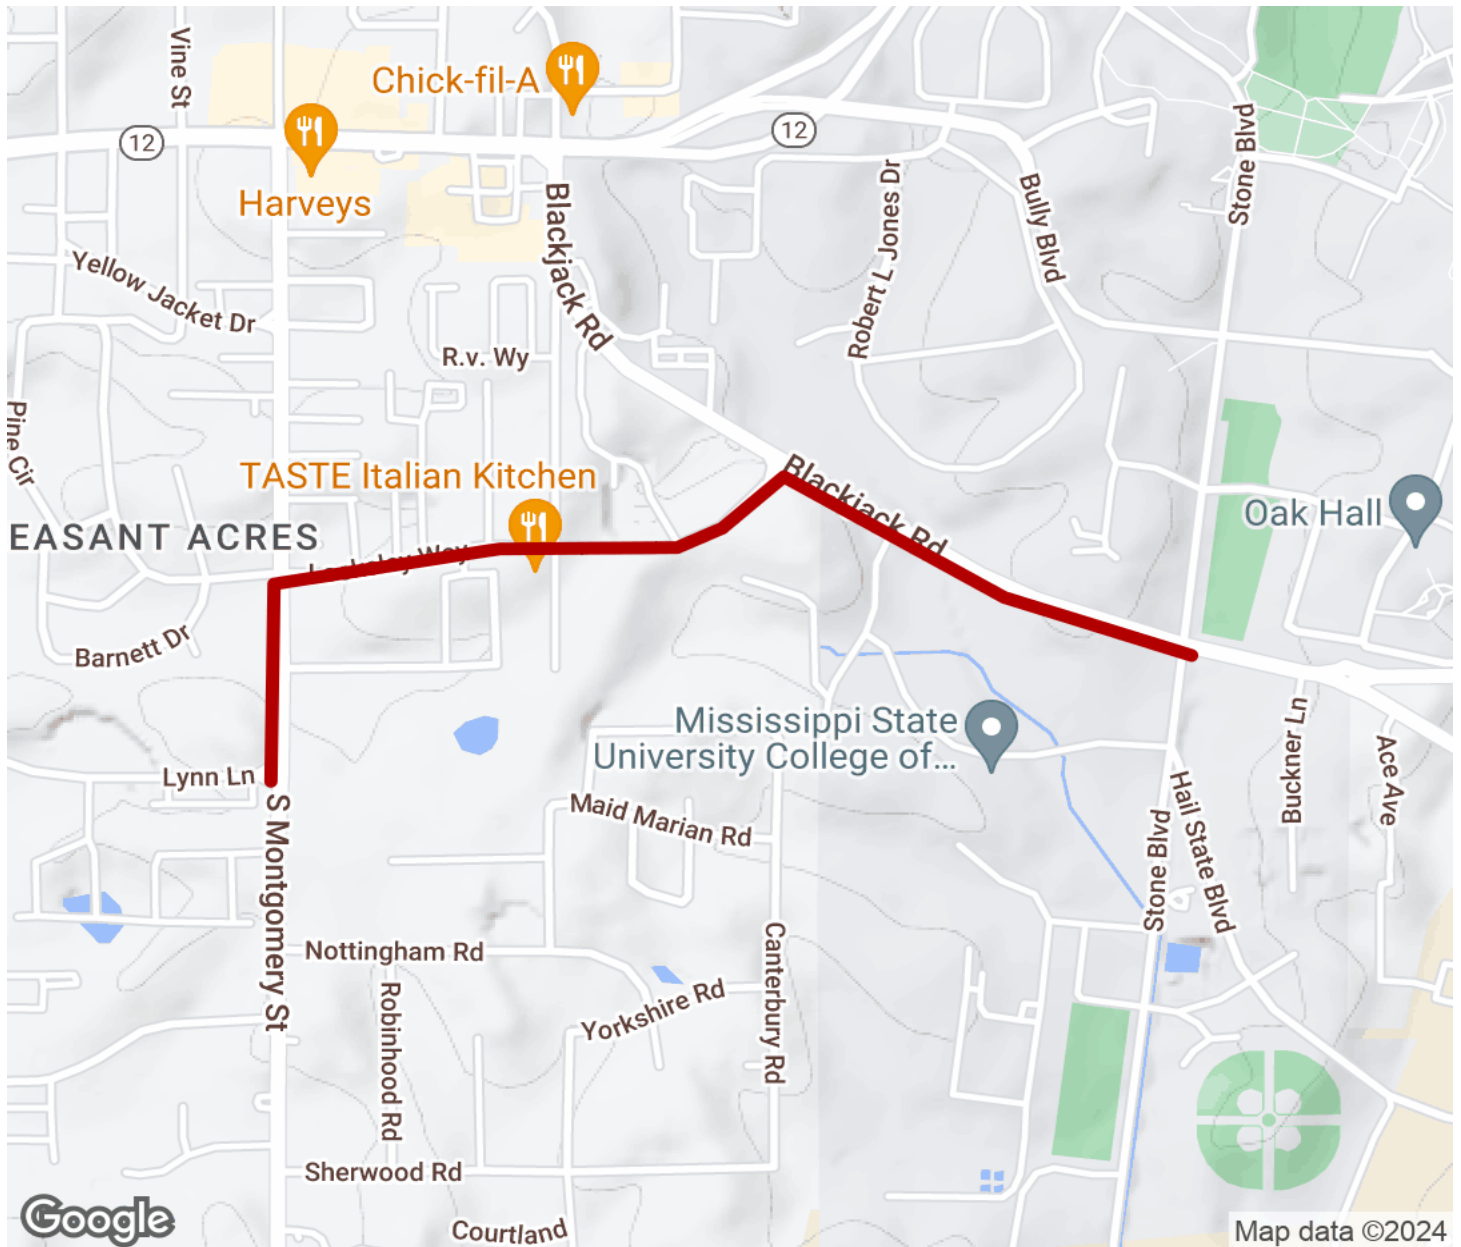 Vine St
Chick-fil-A
12
12
Harveys
Stone Blvd
Blackjack Rd
Robert L Jones Dr
Bully Blvd
Yellow Jacket Dr
R.v. Wy
Pine Cir
TASTE Italian Kitchen
Blackjack Rd
Oak Hall
EASANT ACRES
Barnett Dr
Mississippi State
University College of...
Lynn Ln
Buckner Ln
Ace Ave
Hail State Blvd
Maid Marian Rd
S Montgomery St
Stone Blvd
Nottingham Rd
Canterbury Rd
Robinhood Rd
Yorkshire Rd
Sherwood Rd
Courtland
Google
Map data ©2024